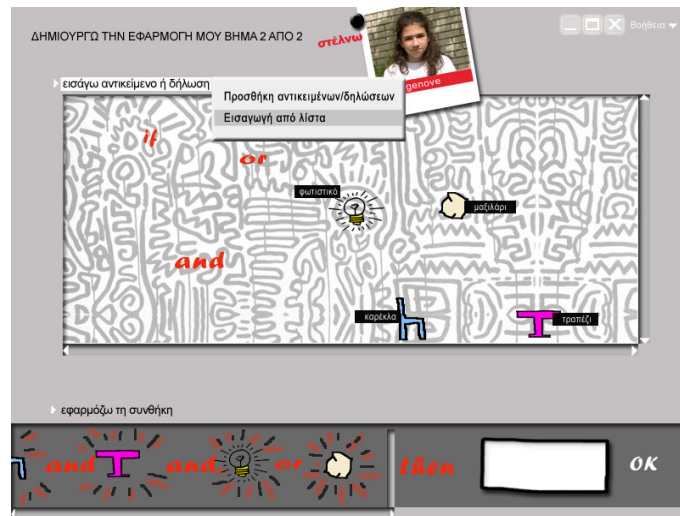 ΔΗΜΙΟΥΡΓΩ ΤΗΝ ΕΦΑΡΜΟΓΗ ΜΟΥ ΒΗΜΑ 2 ΑΠΟ 2
στέλνω
Βοήθεια
genove
εισάγω αντικείμενο ή δήλωση
Προσθήκη αντικειμένων/δηλώσεων
Εισαγωγή από λίστα
if
or
φωτιστικό
μαξιλάρι
and
καρέκλα
τραπέζι
εφαρμόζω τη συνθήκη
and and or then OK